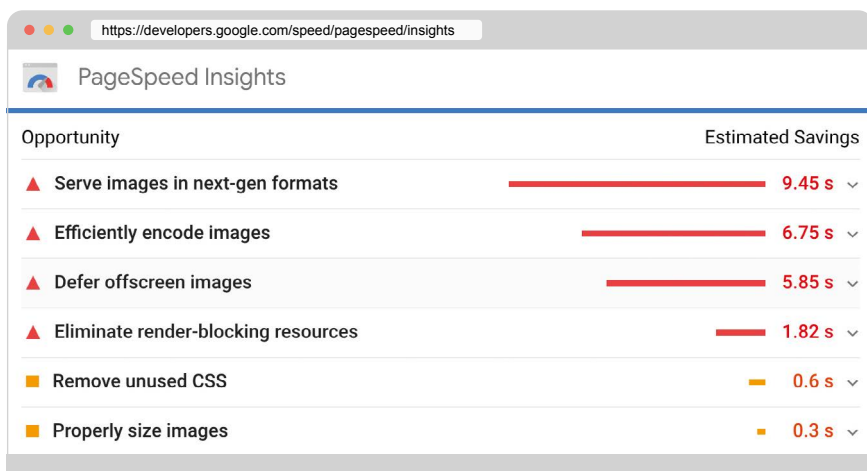 https://developers.google.com/speed/pagespeed/insights
PageSpeed Insights
Opportunity Estimated Savings
Serve images in next-gen formats 9.45 s
Efficiently encode images 6.75 s
Defer offscreen images 5.85 s
Eliminate render-blocking resources 1.82 s
Remove unused CSS 0.6 s
Properly size images 0.3 s